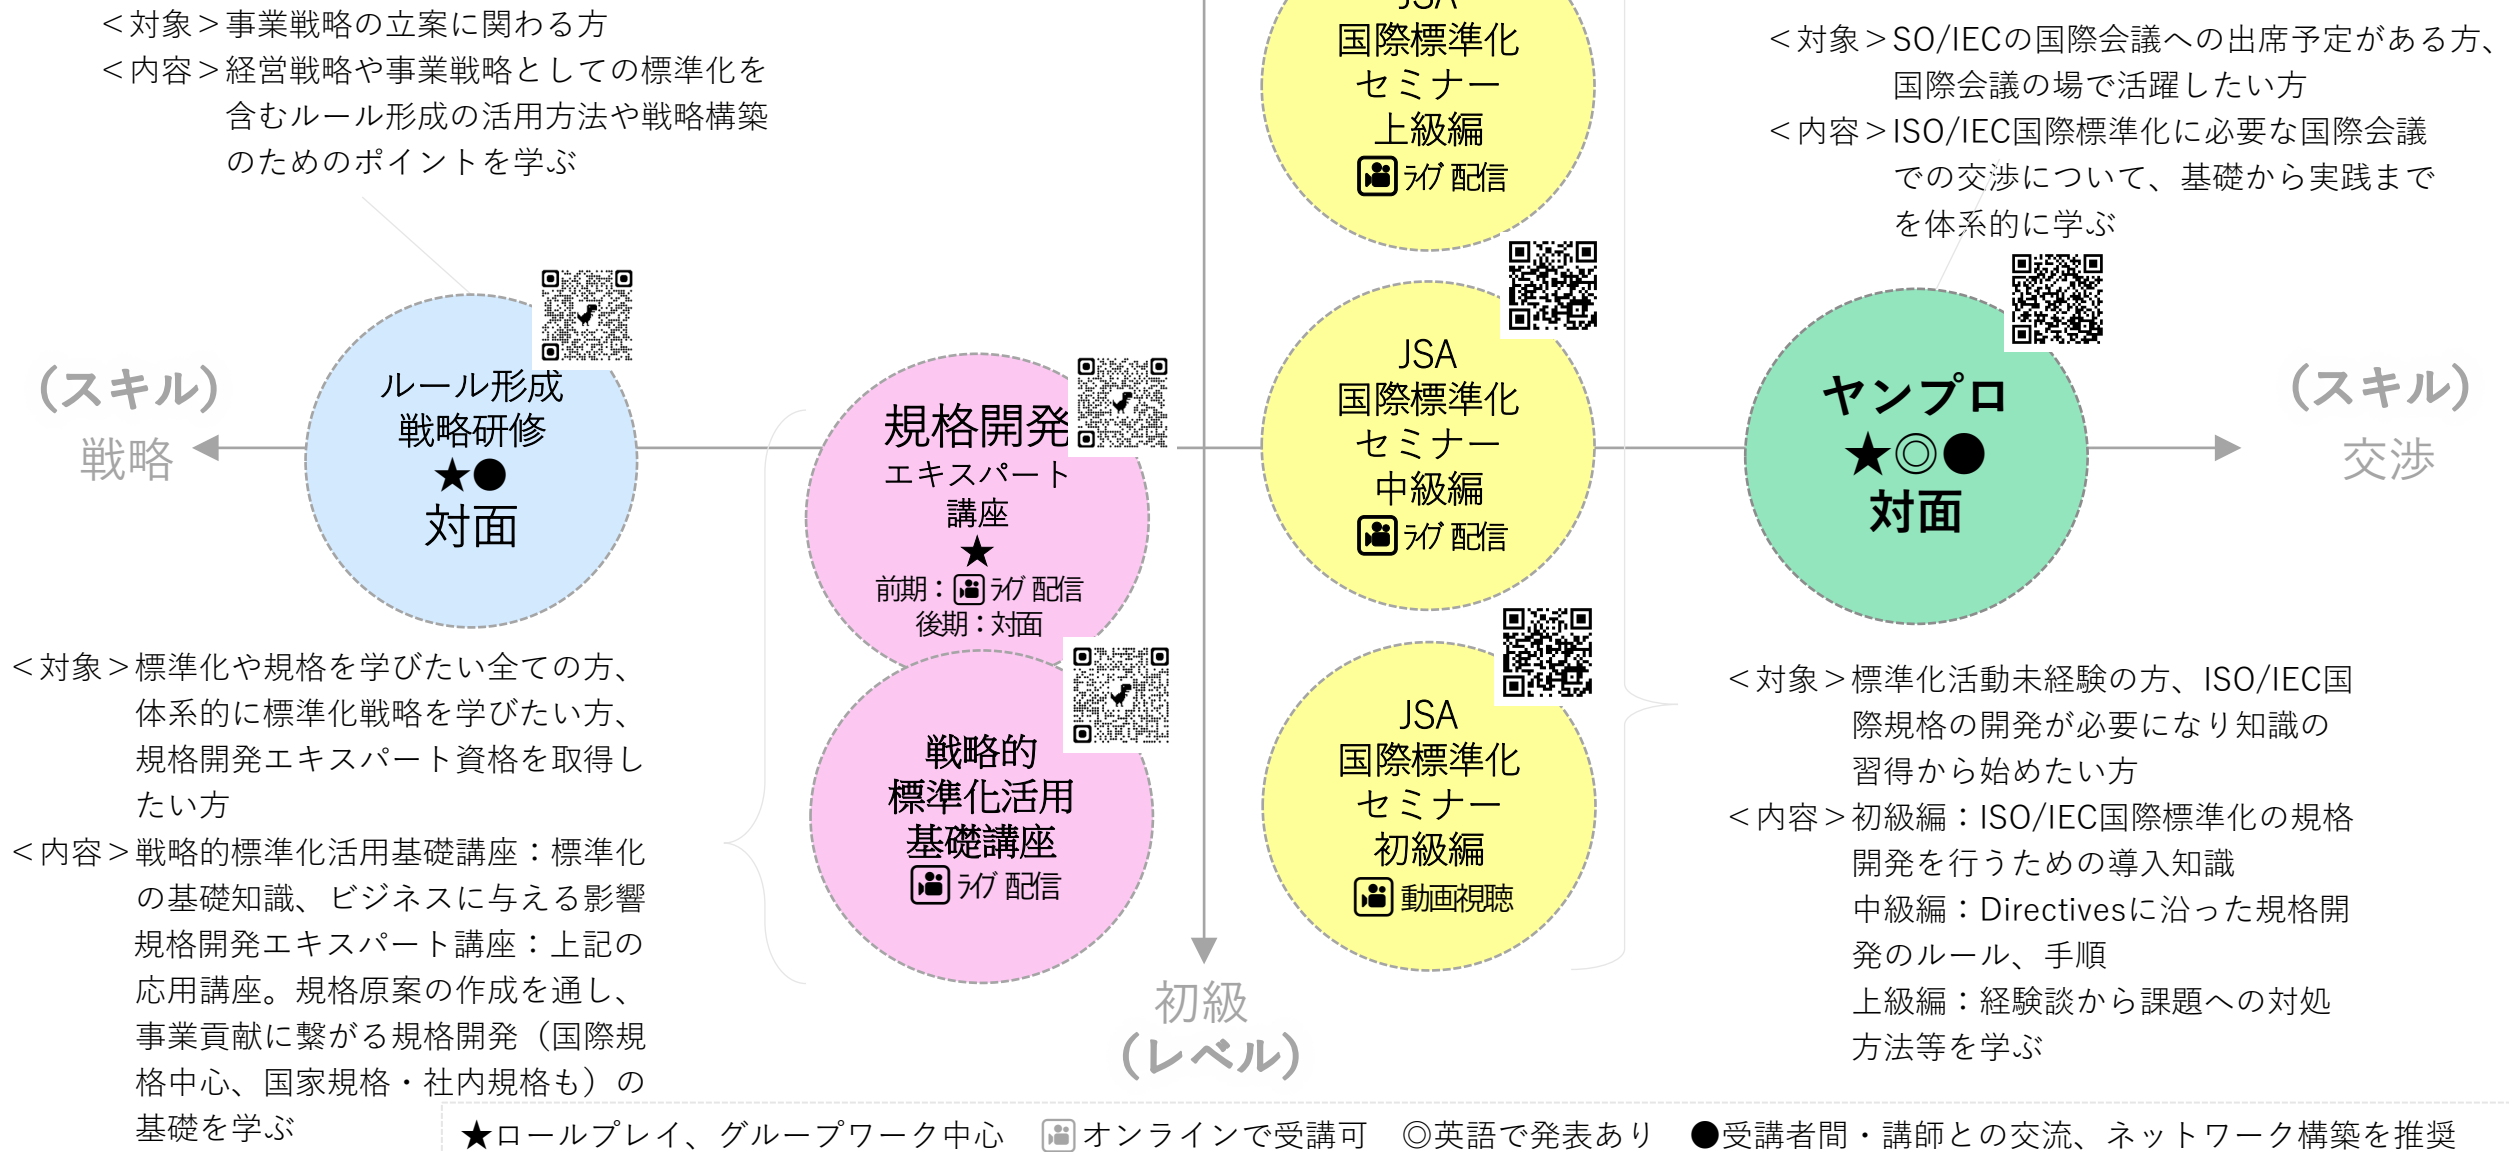 ＜対象＞事業戦略の立案に関わる方
＜内容＞経営戦略や事業戦略としての標準化を
含むルール形成の活用方法や戦略構築
のためのポイントを学ぶ
国際標準化
セミナー
上級編
ﾗｲﾌﾞ配信
＜対象＞SO/IECの国際会議への出席予定がある方、
国際会議の場で活躍したい方
＜内容＞ISO/IEC国際標準化に必要な国際会議
での交渉について、基礎から実践まで
を体系的に学ぶ
（スキル）
戦略
ルール形成
戦略研修
★●
対面
規格開発
エキスパート
講座
★
前期：ﾗｲﾌﾞ配信
後期：対面
JSA
国際標準化
セミナー
中級編
ﾗｲﾌﾞ配信
ヤンプロ
★◎●
対面
（スキル）
交渉
＜対象＞標準化や規格を学びたい全ての方、
体系的に標準化戦略を学びたい方、
規格開発エキスパート資格を取得し
たい方
＜内容＞戦略的標準化活用基礎講座：標準化
の基礎知識、ビジネスに与える影響
規格開発エキスパート講座：上記の
応用講座。規格原案の作成を通し、
事業貢献に繋がる規格開発（国際規
格中心、国家規格・社内規格も）の
基礎を学ぶ
戦略的
標準化活用
基礎講座
ﾗｲﾌﾞ配信
JSA
国際標準化
セミナー
初級編
動画視聴
＜対象＞標準化活動未経験の方、ISO/IEC国
際規格の開発が必要になり知識の
習得から始めたい方
＜内容＞初級編：ISO/IEC国際標準化の規格
開発を行うための導入知識
中級編：Directivesに沿った規格開
発のルール、手順
上級編：経験談から課題への対処
方法等を学ぶ
初級
（レベル）
★ロールプレイ、グループワーク中心 オンラインで受講可 ◎英語で発表あり ●受講者間・講師との交流、ネットワーク構築を推奨